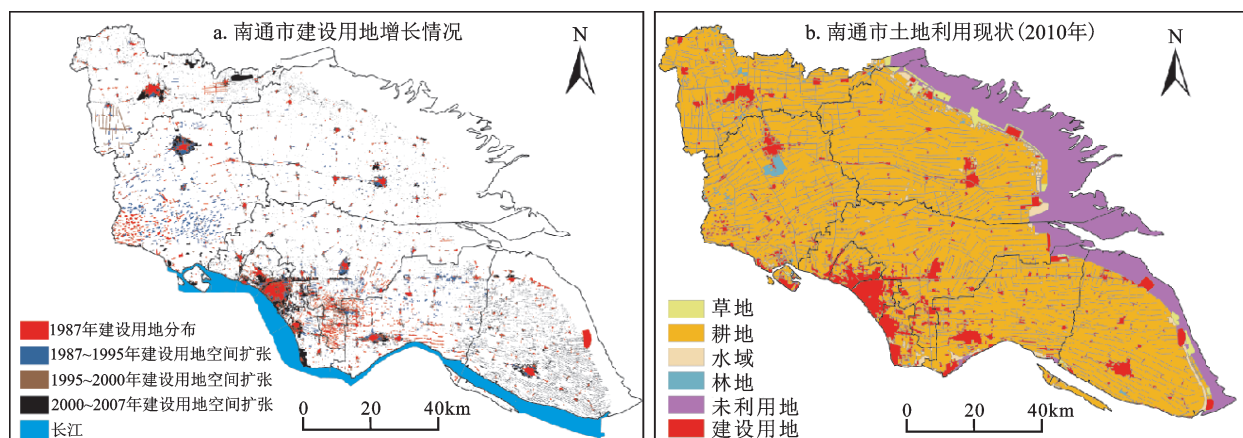 a. 南通市建设用地增长情况
N
1987年建设用地分布
1987~1995年建设用地空间扩张
1995~2000年建设用地空间扩张
2000~2007年建设用地空间扩张
长江
0 20 40km
b. 南通市土地利用现状(2010年)
N
草地
耕地
水域
林地
未利用地
建设用地
0 20 40km